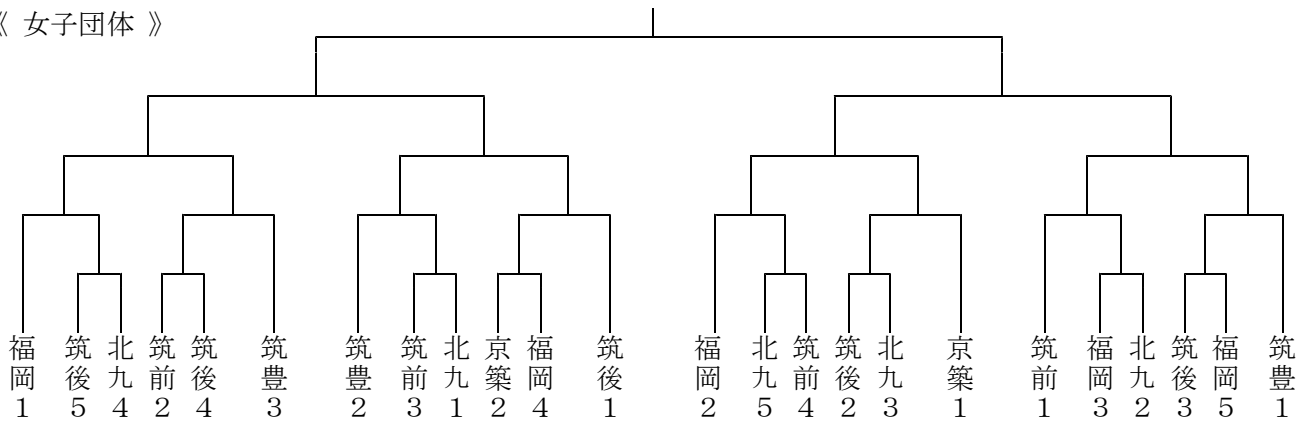 《 女子団体 》
福岡1
筑後5
北九4
筑前2
筑後4
筑豊3
筑豊2
筑前3
北九1
京築2
福岡4
筑後1
福岡2
北九5
筑前4
筑後2
北九3
京築1
筑前1
福岡3
北九2
筑後3
福岡5
筑豊1